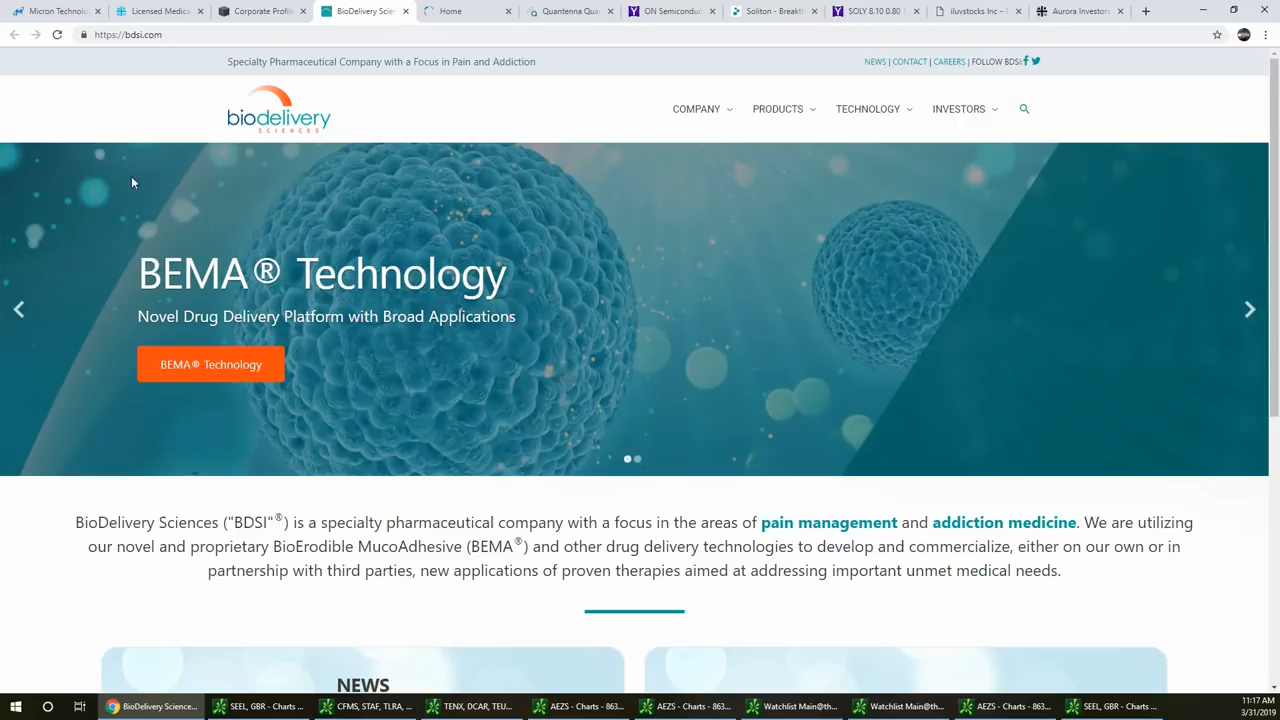 Micron Technolo
Licensed Medica
Corporate Profile
BioDelivery Scien
Home
Quantenna Qua
ON Semiconduc
Soliton - Breakth
SOLY 8.10 0.80
iluvstocks Inc –
Aurora Investors
https://bdsi.com
Specialty Pharmaceutical Company with a Focus in Pain and Addiction
NEWS | CONTACT | CAREERS | FOLLOW BDSI:
biodelivery
SCIENCES
COMPANY
PRODUCTS
TECHNOLOGY
INVESTORS
BEMA® Technology
Novel Drug Delivery Platform with Broad Applications
BEMA® Technology
BioDelivery Sciences ("BDSI"®) is a specialty pharmaceutical company with a focus in the areas of pain management and addiction medicine. We are utilizing
our novel and proprietary BioErodible MucoAdhesive (BEMA®) and other drug delivery technologies to develop and commercialize, either on our own or in
partnership with third parties, new applications of proven therapies aimed at addressing important unmet medical needs.
NEWS
BioDelivery Science...
SEEL, GBR - Charts ...
CFMS, STAF, TLRA, ...
TENX, DCAR, TEU...
AEZS - Charts - 863...
AEZS - Charts - 863...
Watchlist Main@th...
Watchlist Main@th...
AEZS - Charts - 863...
SEEL, GBR - Charts ...
11:17 AM
3/31/2019